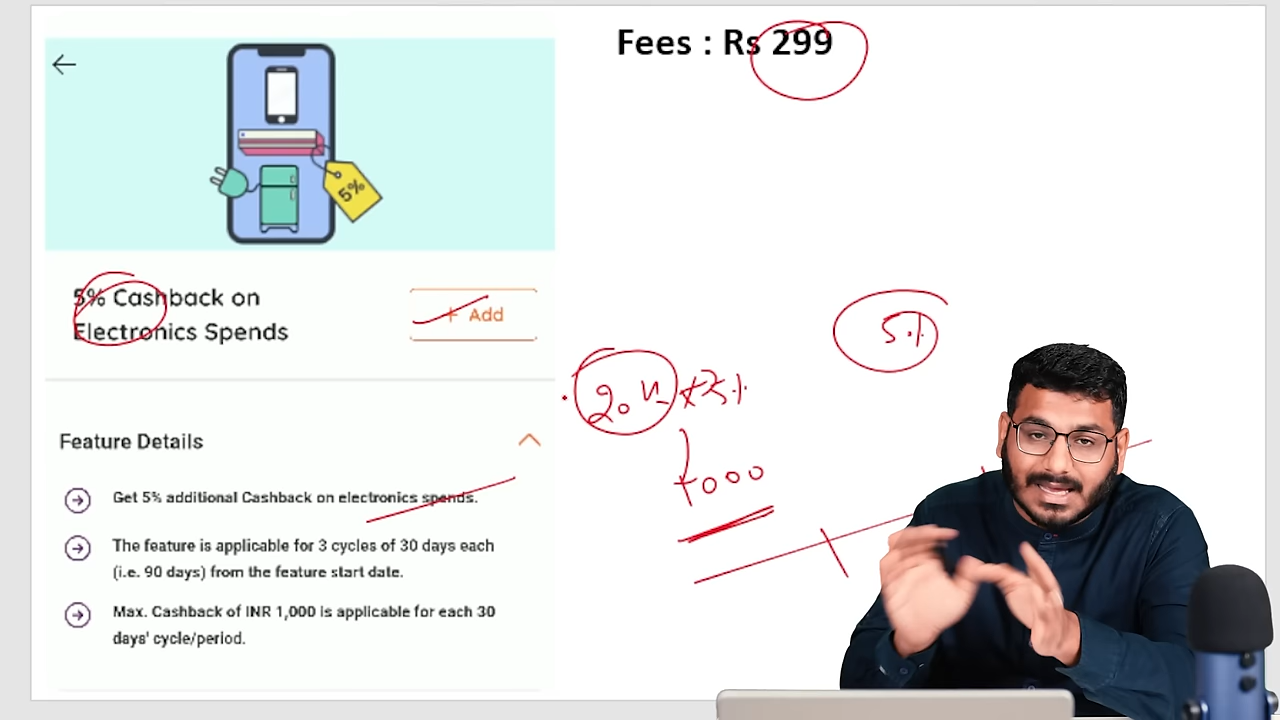 Fees : Rs 299
5%
5% Cashback on
Electronics Spends
+ Add
5%
20K x 5%
1000
Feature Details
Get 5% additional Cashback on electronics spends.
The feature is applicable for 3 cycles of 30 days each
(i.e. 90 days) from the feature start date.
Max. Cashback of INR 1,000 is applicable for each 30
days' cycle/period.